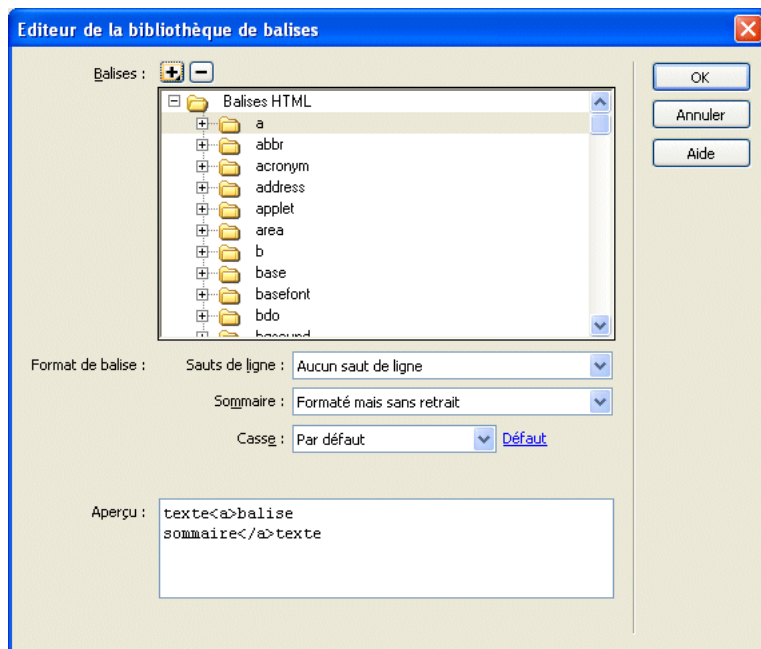 Editeur de la bibliothèque de balises
Balises :
Balises HTML
a
abbr
acronym
address
applet
area
b
base
basefont
bdo
bgsound
OK
Annuler
Aide
Format de balise :
Sauts de ligne : Aucun saut de ligne
Sommaire : Formaté mais sans retrait
Casse : Par défaut Défaut
Aperçu :
texte<a>balise
sommaire</a>texte